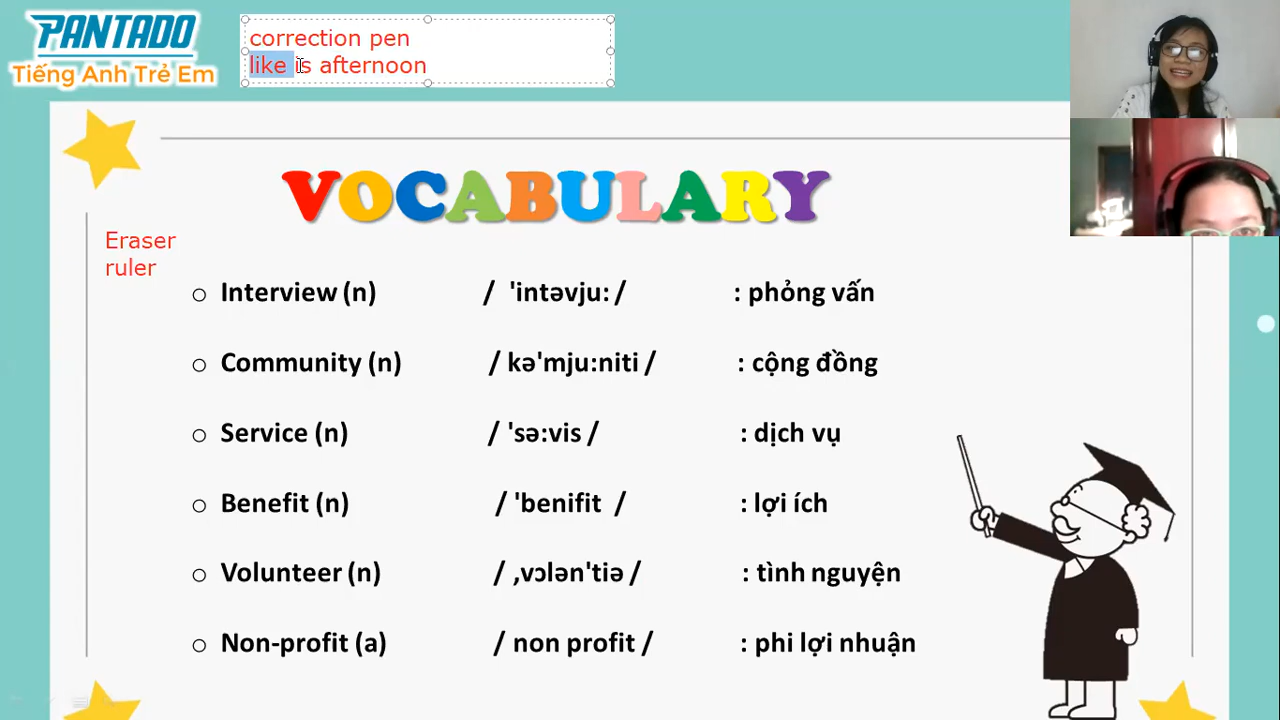 PANTADO
Tiếng Anh Trẻ Em
correction pen
like is afternoon
VOCABULARY
Eraser
ruler
Interview (n) / 'intəvju: / : phỏng vấn
Community (n) / kə'mju:niti / : cộng đồng
Service (n) / 'sə:vis / : dịch vụ
Benefit (n) / 'benifit / : lợi ích
Volunteer (n) / ,vɔlən'tiə / : tình nguyện
Non-profit (a) / non profit / : phi lợi nhuận